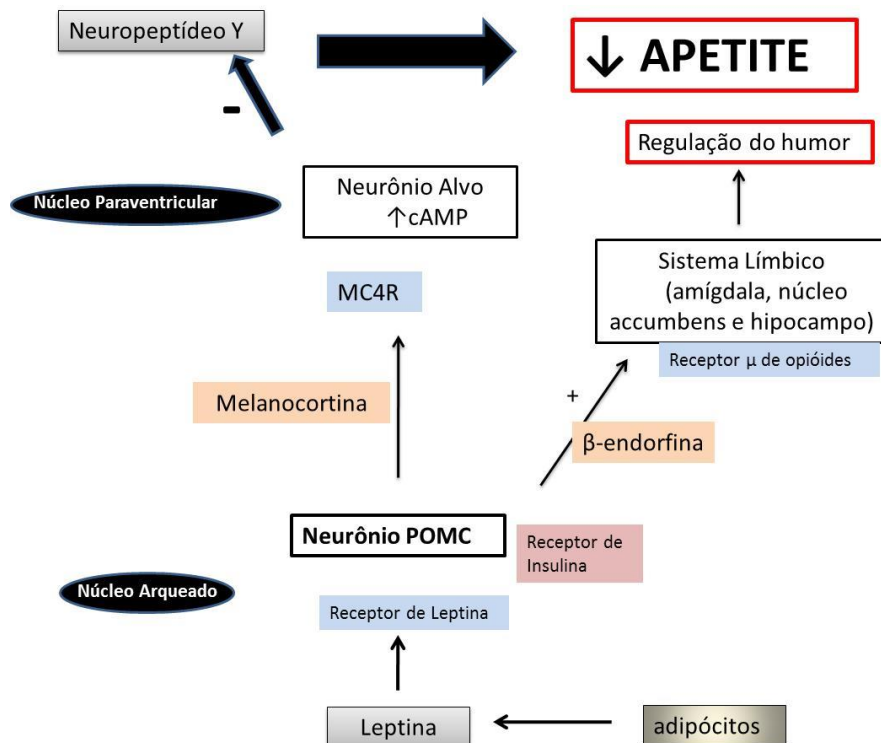 Neuropeptídeo Y
↓ APETITE
-
Regulação do humor
Núcleo Paraventricular
Neurônio Alvo
↑cAMP
Sistema Límbico
(amígdala, núcleo
accumbens e hipocampo)
MC4R
Receptor µ de opióides
Melanocortina
+
β-endorfina
Neurônio POMC
Receptor de
Insulina
Núcleo Arqueado
Receptor de Leptina
Leptina
adipócitos